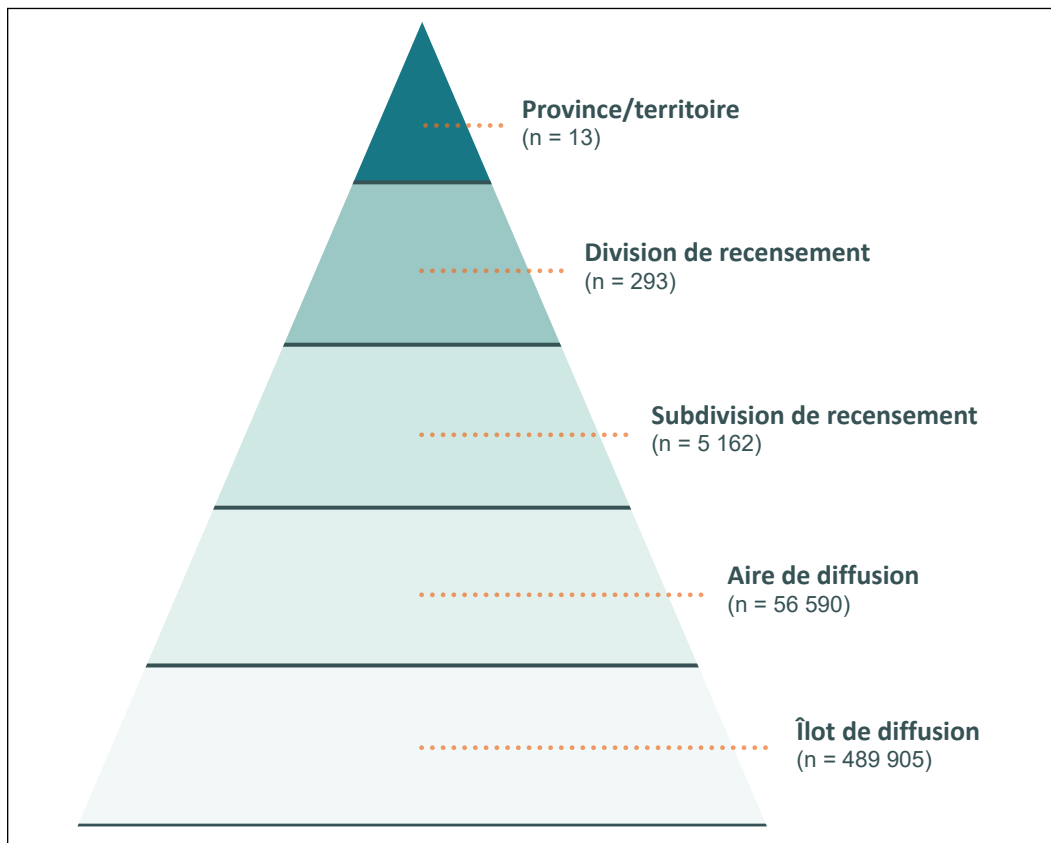 Province/territoire
(n = 13)
Division de recensement
(n = 293)
Subdivision de recensement
(n = 5 162)
Aire de diffusion
(n = 56 590)
Îlot de diffusion
(n = 489 905)